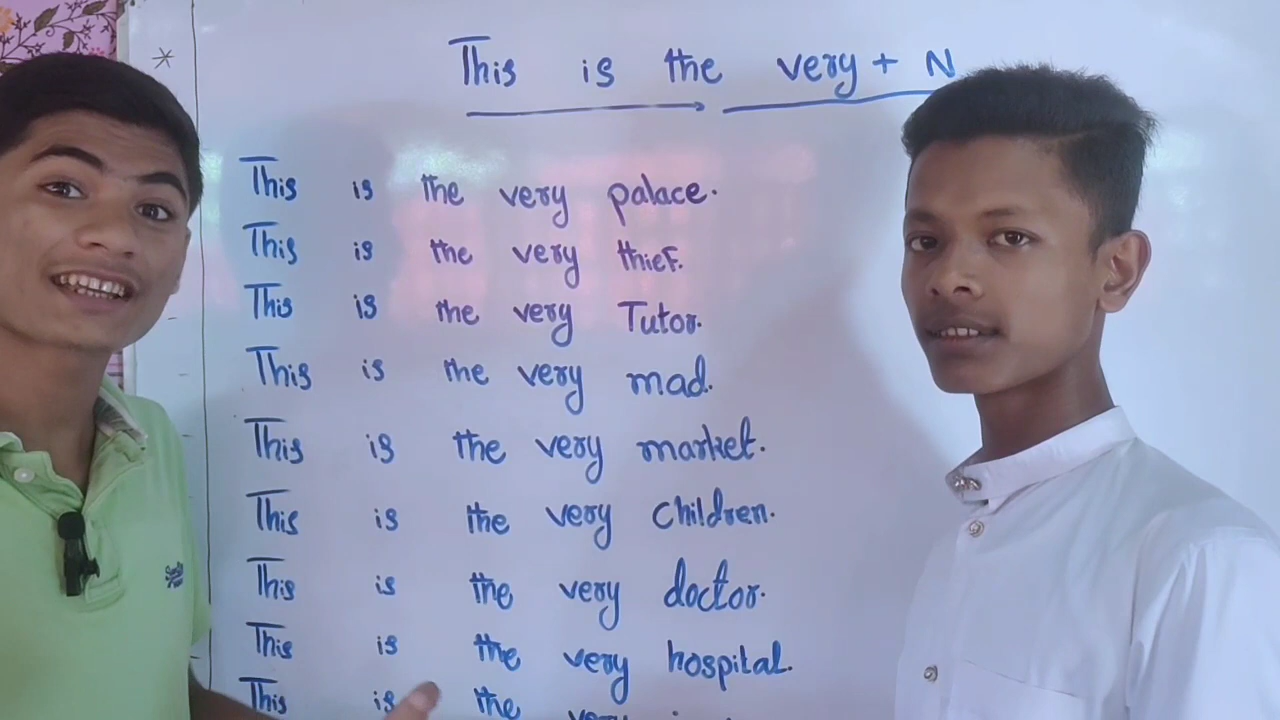 This is the very + N
This is the very palace.
This is the very thief.
This is the very Tutor.
This is the very mad.
This is the very market.
This is the very children.
This is the very doctor.
This is the very hospital.
This is the very